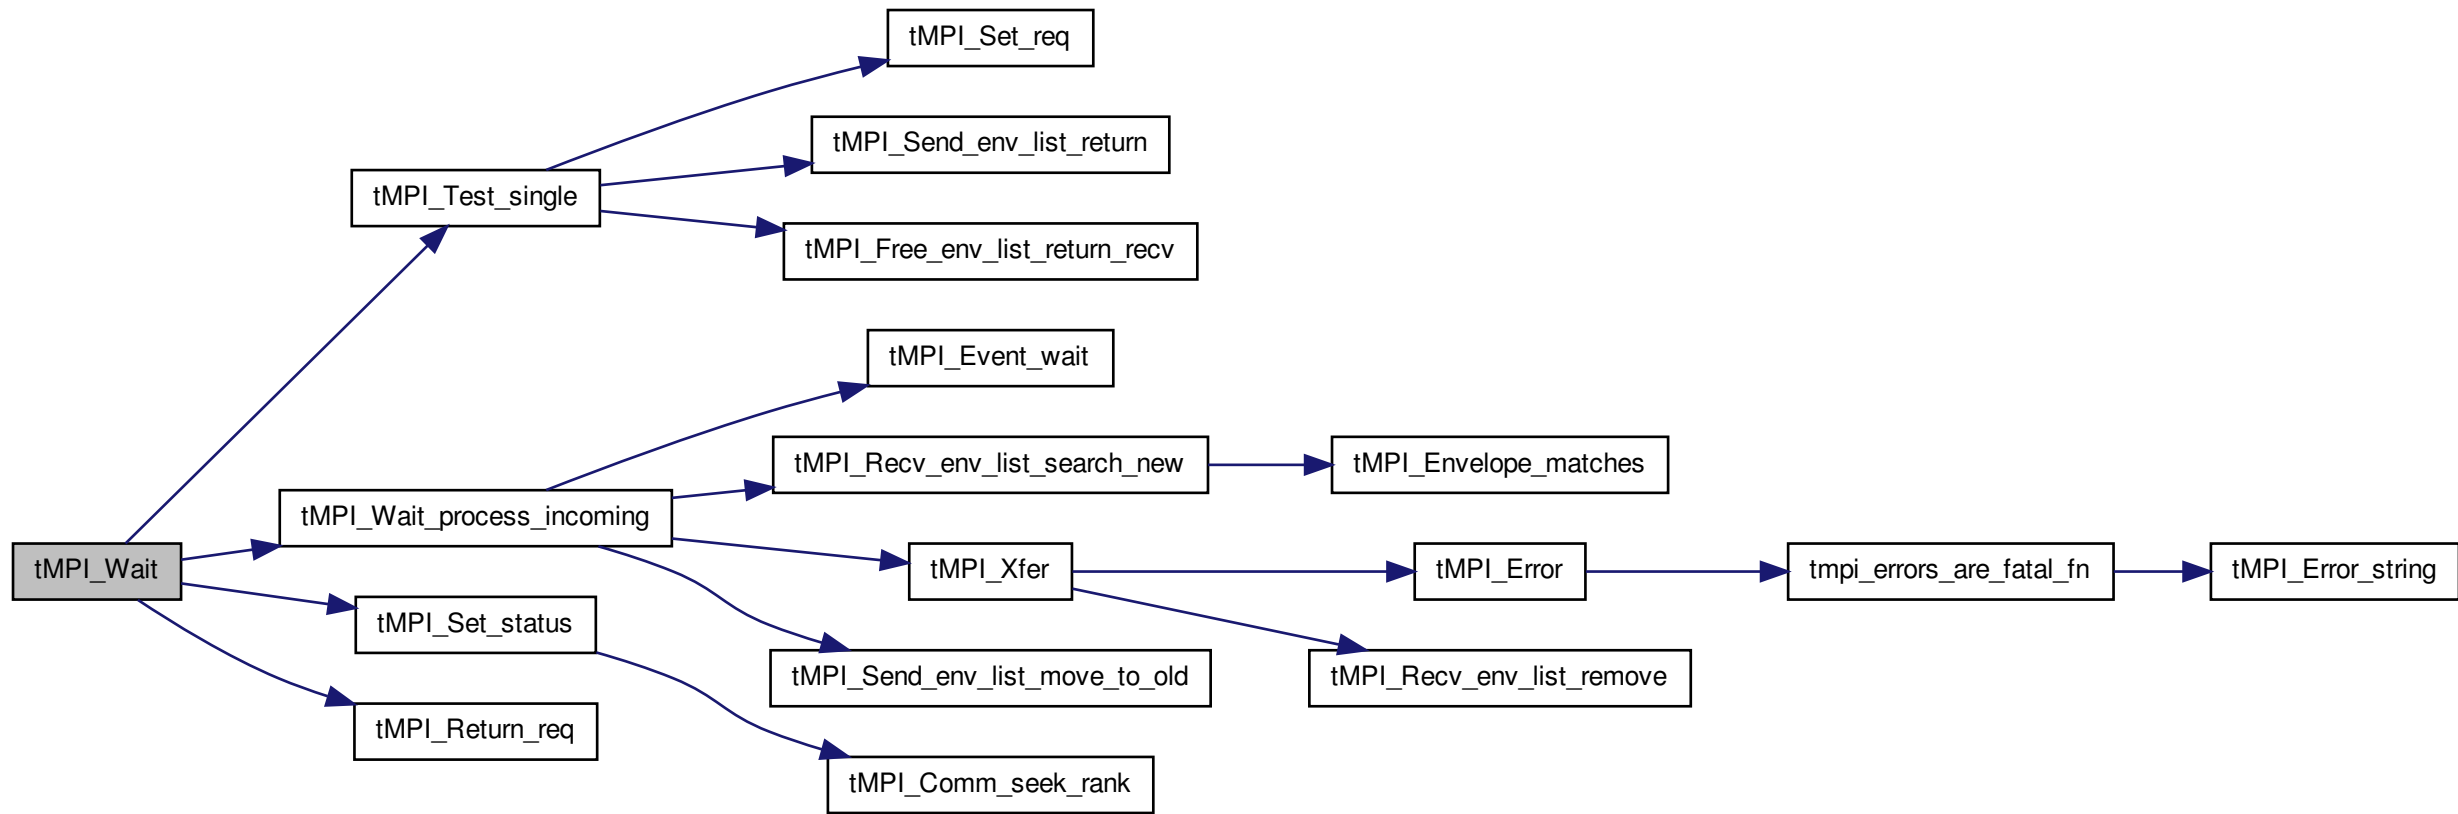 tMPI_Set_req
tMPI_Send_env_list_return
tMPI_Test_single
tMPI_Free_env_list_return_recv
tMPI_Event_wait
tMPI_Recv_env_list_search_new
tMPI_Envelope_matches
tMPI_Wait_process_incoming
tMPI_Wait
tMPI_Xfer
tMPI_Error
tmpi_errors_are_fatal_fn
tMPI_Error_string
tMPI_Set_status
tMPI_Send_env_list_move_to_old
tMPI_Recv_env_list_remove
tMPI_Return_req
tMPI_Comm_seek_rank